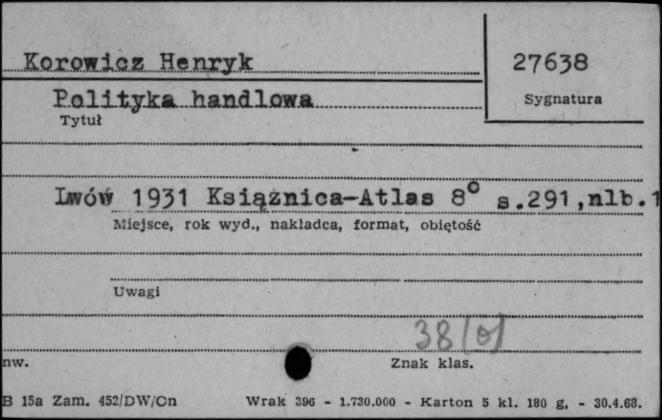 Korowicz Henryk
27638
Sygnatura
Polityka handlowa
Tytuł
Lwów 1931 Książnica-Atlas 8° s.291,nlb.1
Miejsce, rok wyd., nakładca, format, objętość
Uwagi
38/0/
nw.
Znak klas.
B 15a Zam. 452/DW/On Wrak 396 - 1.730.000 - Karton 5 kl. 180 g, - 30.4.68.